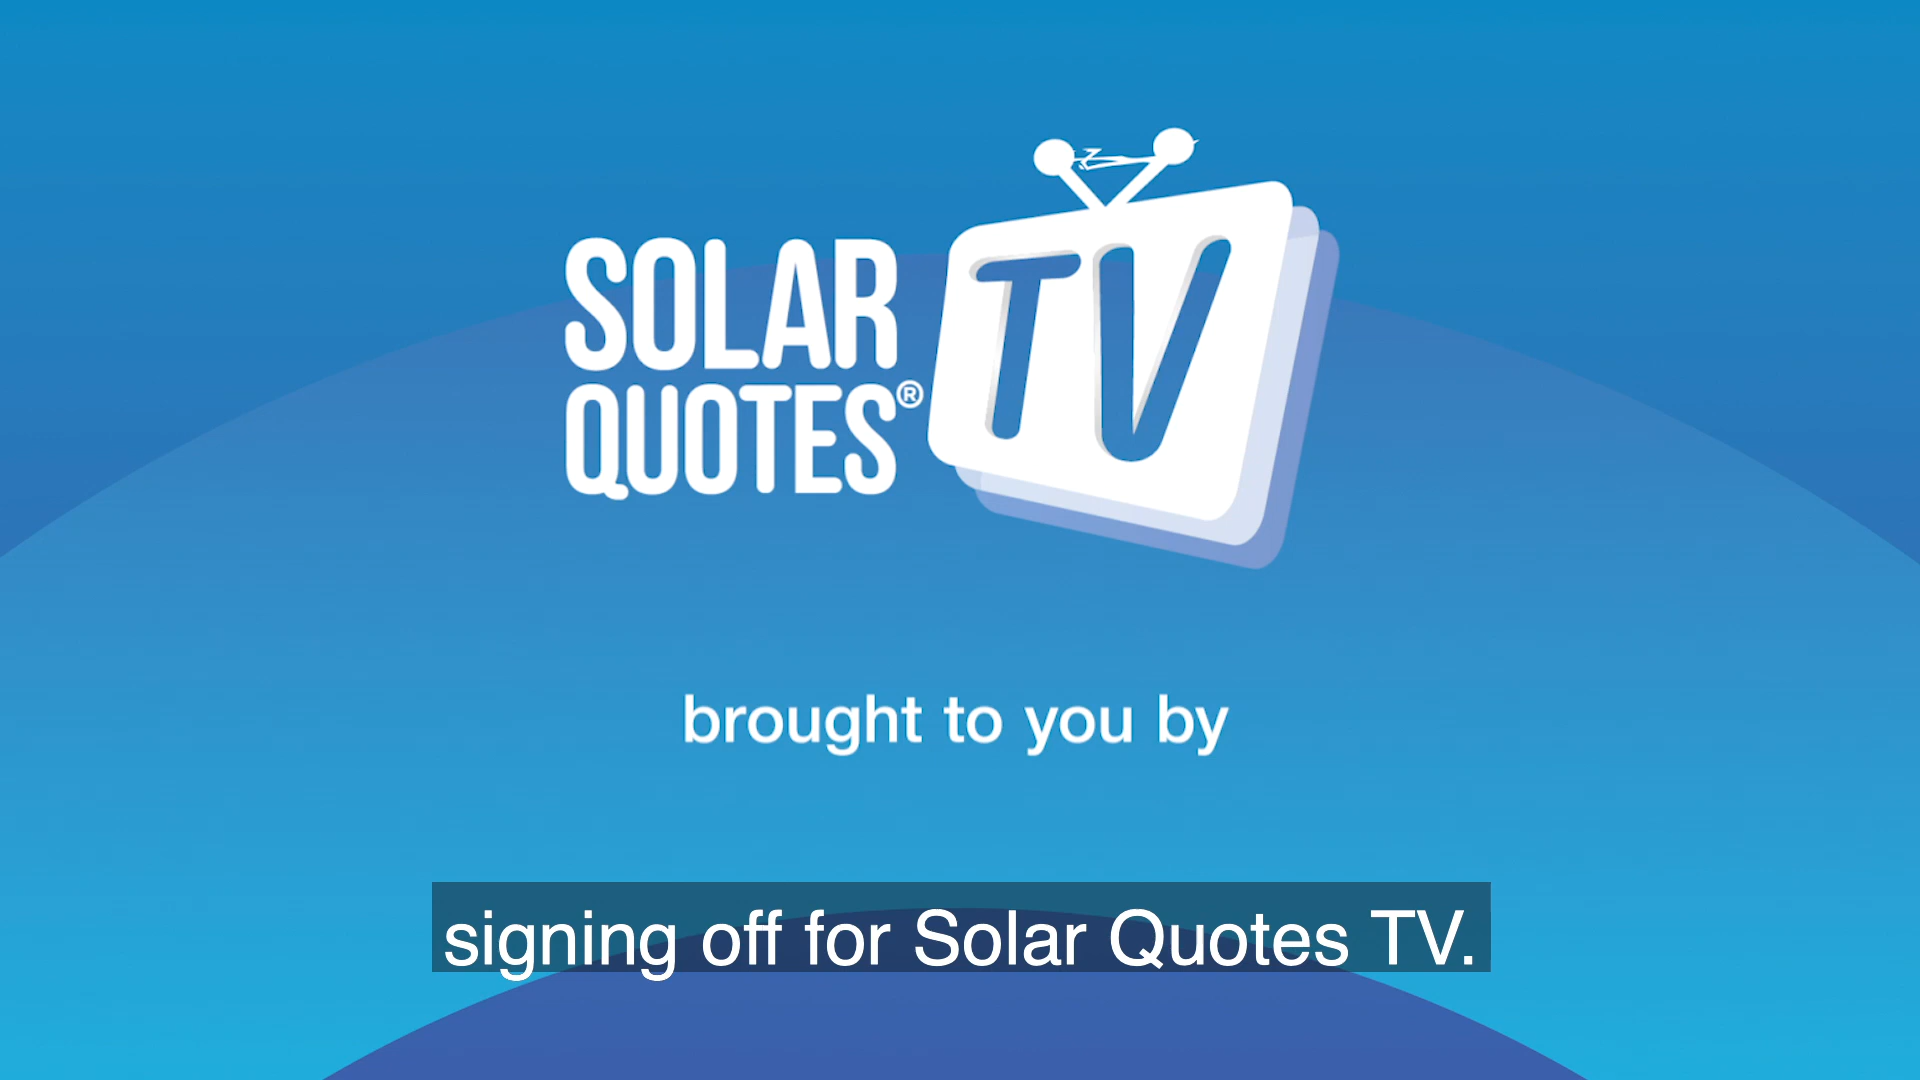 SOLAR
QUOTES®
TV
brought to you by
signing off for Solar Quotes TV.